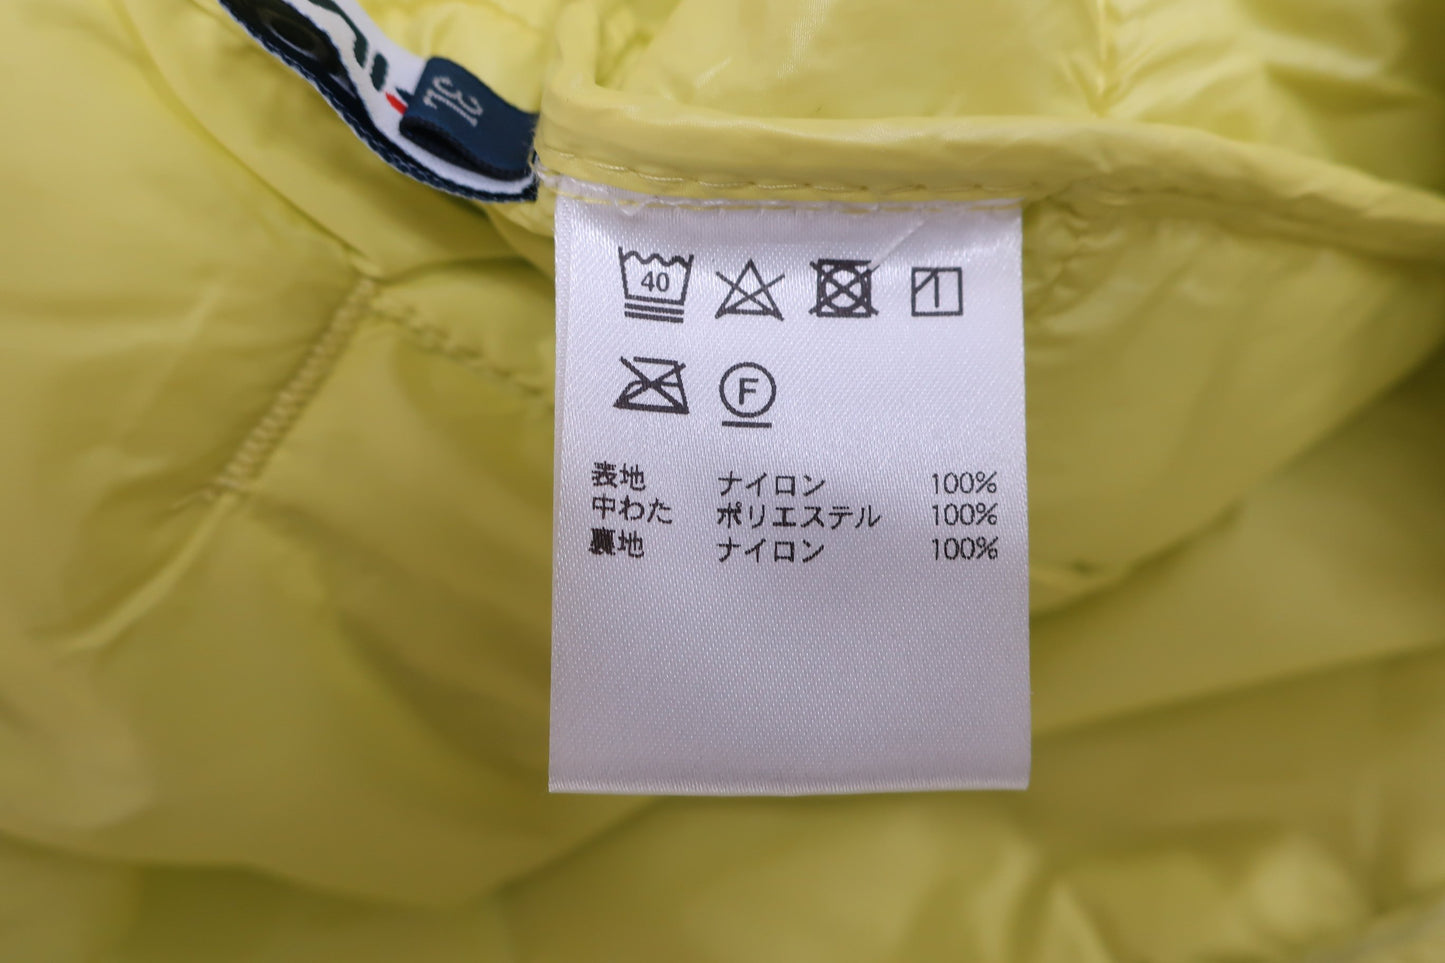 3L
40
F
表地 ナイロン 100%
中わた ポリエステル 100%
裏地 ナイロン 100%